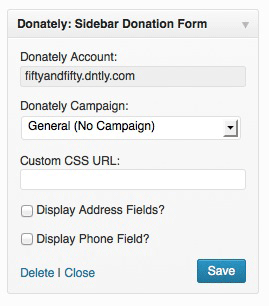 Donately: Sidebar Donation Form
Donately Account:
fiftyandfifty.dntly.com
Donately Campaign:
General (No Campaign)
Custom CSS URL:
Display Address Fields?
Display Phone Field?
Delete | Close
Save